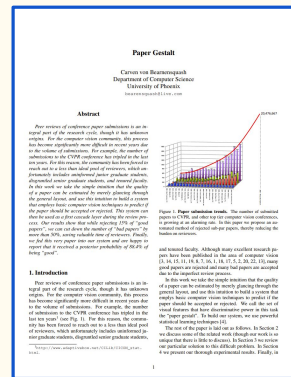 Paper Gestalt
Carven von Bearnensquash
Department of Computer Science
University of Phoenix
bearnensquash@live.com
Abstract
Peer reviews of conference paper submissions is an in-
tegral part of the research cycle, though it has unknown
origins. For the computer vision community, this process
has become significantly more difficult in recent years due
to the volume of submissions. For example, the number of
submissions to the CVPR conference has tripled in the last
ten years. For this reason, the community has been forced to
reach out to a less than ideal pool of reviewers, which un-
fortunately includes uninformed junior graduate students,
disgruntled senior graduate students, and tenured faculty.
In this work we take the simple intuition that the quality
of a paper can be estimated by merely glancing through
the general layout, and use this intuition to build a system
that employs basic computer vision techniques to predict if
the paper should be accepted or rejected. This system can
then be used as a first cascade layer during the review pro-
cess. Our results show that while rejecting 15% of "good
papers", we can cut down the number of "bad papers" by
more than 50%, saving valuable time of reviewers. Finally,
we fed this very paper into our system and are happy to
report that it received a posterior probability of 88.4% of
being "good".
1. Introduction
Peer reviews of conference paper submissions is an in-
tegral part of the research cycle, though it has unknown
origins. For the computer vision community, this process
has become significantly more difficult in recent years due
to the volume of submissions. For example, the number
of submissions to the CVPR conference has tripled in the
last ten years (see Fig. 1). For this reason, the commu-
nity has been forced to reach out to a less than ideal pool
of reviewers, which unfortunately includes uninformed ju-
nior graduate students, disgruntled senior graduate students,
Figure 1. Paper submission trends. The number of submitted
papers to CVPR, and other top tier computer vision conferences,
is growing at an alarming rate. In this paper we propose an au-
tomated method of rejecting sub-par papers, thereby reducing the
burden on reviewers.
and tenured faculty. Although many excellent research pa-
pers have been published in the area of computer vision
good papers are rejected and many bad papers are accepted
due to the imperfect review process.
In this work we take the simple intuition that the quality
of a paper can be estimated by merely glancing through the
general layout, and use this intuition to build a system that
employs basic computer vision techniques to predict if the
paper should be accepted or rejected. We call the set of
visual features that have discriminative power in this task
the "paper gestalt". To build our system, we use powerful
statistical learning techniques [4].
The rest of the paper is laid out as follows. In Section 2
we discuss some of the related work (though our work is so
unique that there is little to discuss). In Section 3 we review
our particular solution to this difficult problem. In Section
4 we present our thorough experimental results. Finally, in
1